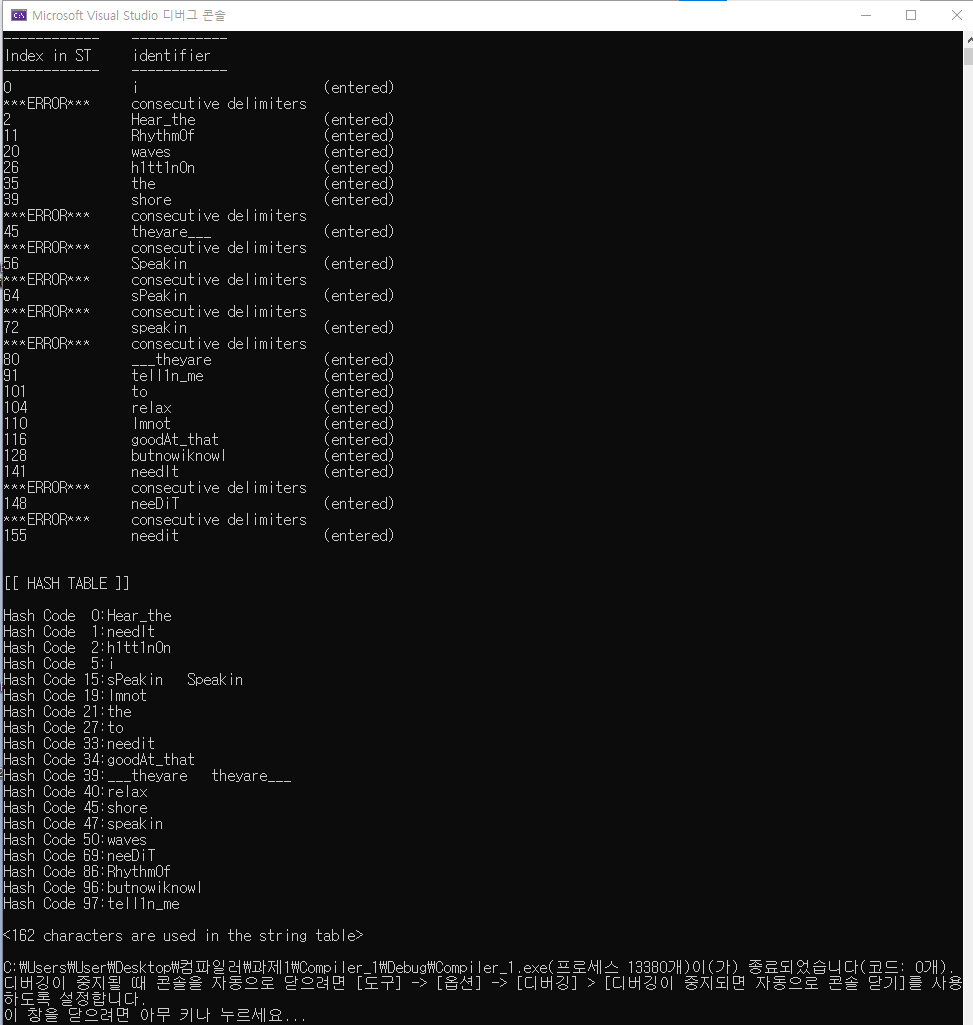 Microsoft Visual Studio 디버그 콘솔
------------ ------------
Index in ST identifier
------------ ------------
0 i (entered)
***ERROR*** consecutive delimiters
2 Hear_the (entered)
11 RhythmOf (entered)
20 waves (entered)
26 h1tt1nOn (entered)
35 the (entered)
39 shore (entered)
***ERROR*** consecutive delimiters
45 theyare___ (entered)
***ERROR*** consecutive delimiters
56 Speakin (entered)
***ERROR*** consecutive delimiters
64 sPeakin (entered)
***ERROR*** consecutive delimiters
72 speakin (entered)
***ERROR*** consecutive delimiters
80 ___theyare (entered)
91 tell1n_me (entered)
101 to (entered)
104 relax (entered)
110 Imnot (entered)
116 goodAt_that (entered)
128 butnowiknowI (entered)
141 needIt (entered)
***ERROR*** consecutive delimiters
148 neeDiT (entered)
***ERROR*** consecutive delimiters
155 needit (entered)
[[ HASH TABLE ]]
Hash Code 0:Hear_the
Hash Code 1:needIt
Hash Code 2:h1tt1nOn
Hash Code 5:i
Hash Code 15:sPeakin Speakin
Hash Code 19:Imnot
Hash Code 21:the
Hash Code 27:to
Hash Code 33:needit
Hash Code 34:goodAt_that
Hash Code 39:___theyare theyare___
Hash Code 40:relax
Hash Code 45:shore
Hash Code 47:speakin
Hash Code 50:waves
Hash Code 69:neeDiT
Hash Code 86:RhythmOf
Hash Code 96:butnowiknowI
Hash Code 97:tell1n_me
<162 characters are used in the string table>
C:\Users\User\Desktop\컴파일러\과제1\Compiler_1\Debug\Compiler_1.exe(프로세스 13380개)이(가) 종료되었습니다(코드: 0개).
디버깅이 중지될 때 콘솔을 자동으로 닫으려면 [도구] -> [옵션] -> [디버깅] > [디버깅이 중지되면 자동으로 콘솔 닫기]를 사용
하도록 설정합니다.
이 창을 닫으려면 아무 키나 누르세요...